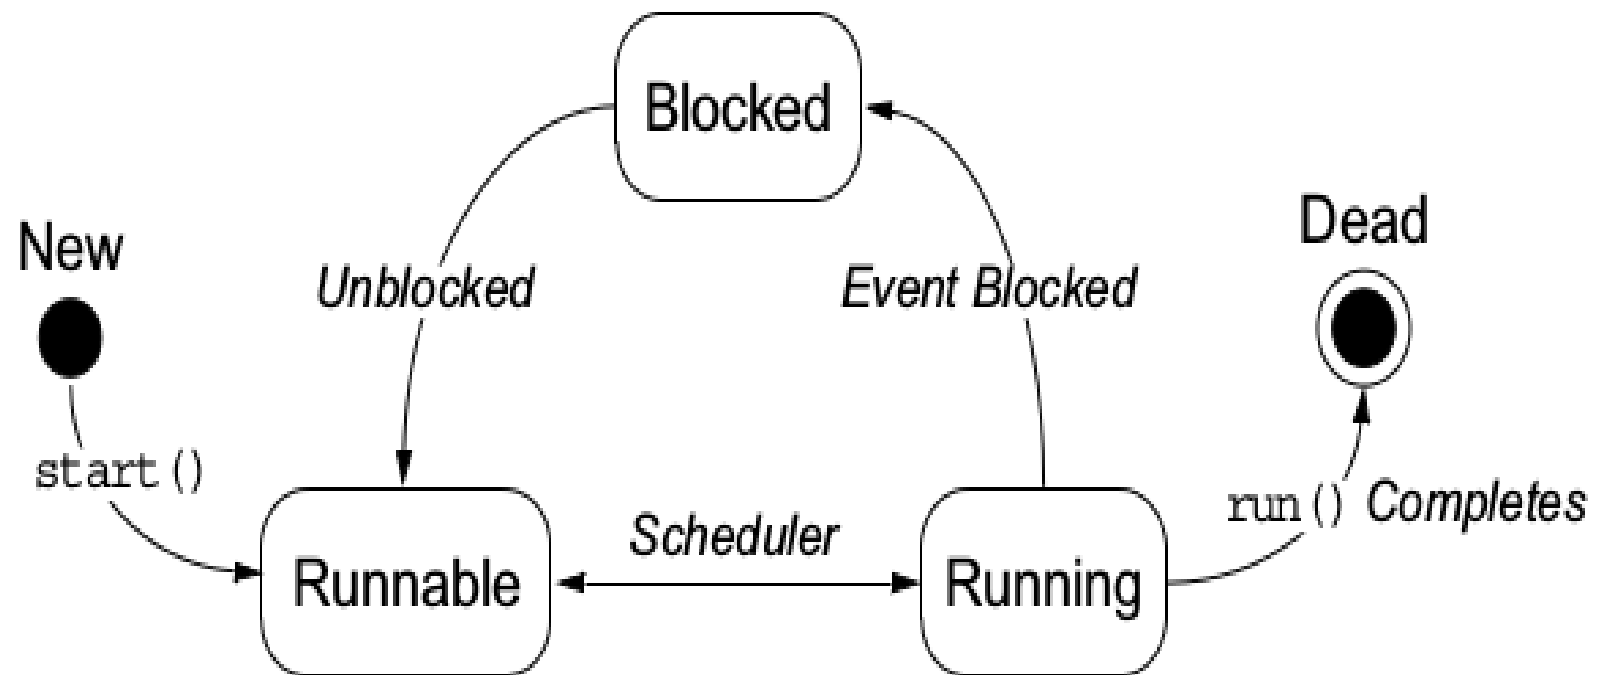 Blocked
New
Dead
Unblocked
Event Blocked
start()
run() Completes
Scheduler
Runnable
Running